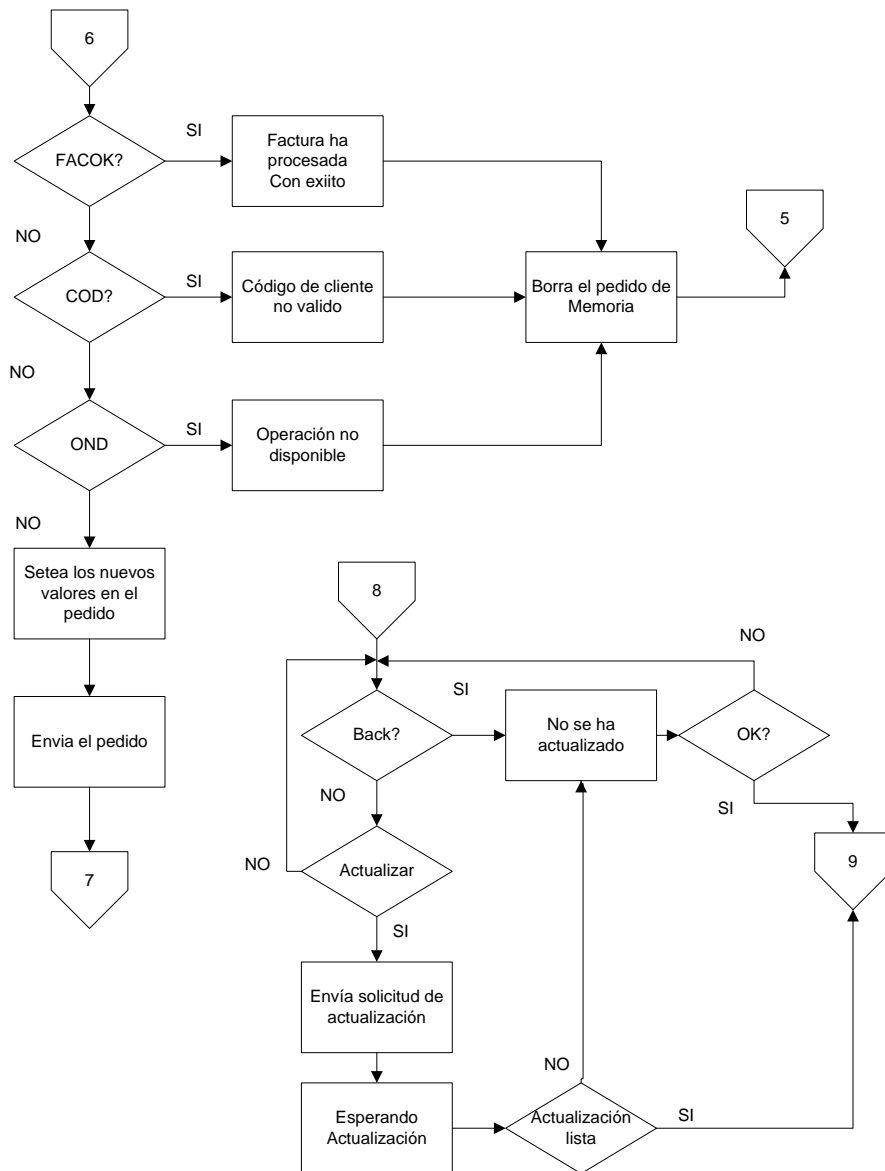 6
SI
FACOK?
Factura ha
procesada
Con exiito
5
NO
SI
COD?
Código de cliente
no valido
Borra el pedido de
Memoria
NO
SI
OND
Operación no
disponible
NO
Setea los nuevos
valores en el
pedido
Envia el pedido
7
8
NO
SI
Back?
No se ha
actualizado
OK?
NO
SI
NO
Actualizar
9
SI
Envía solicitud de
actualización
NO
Esperando
Actualización
Actualización
lista
SI